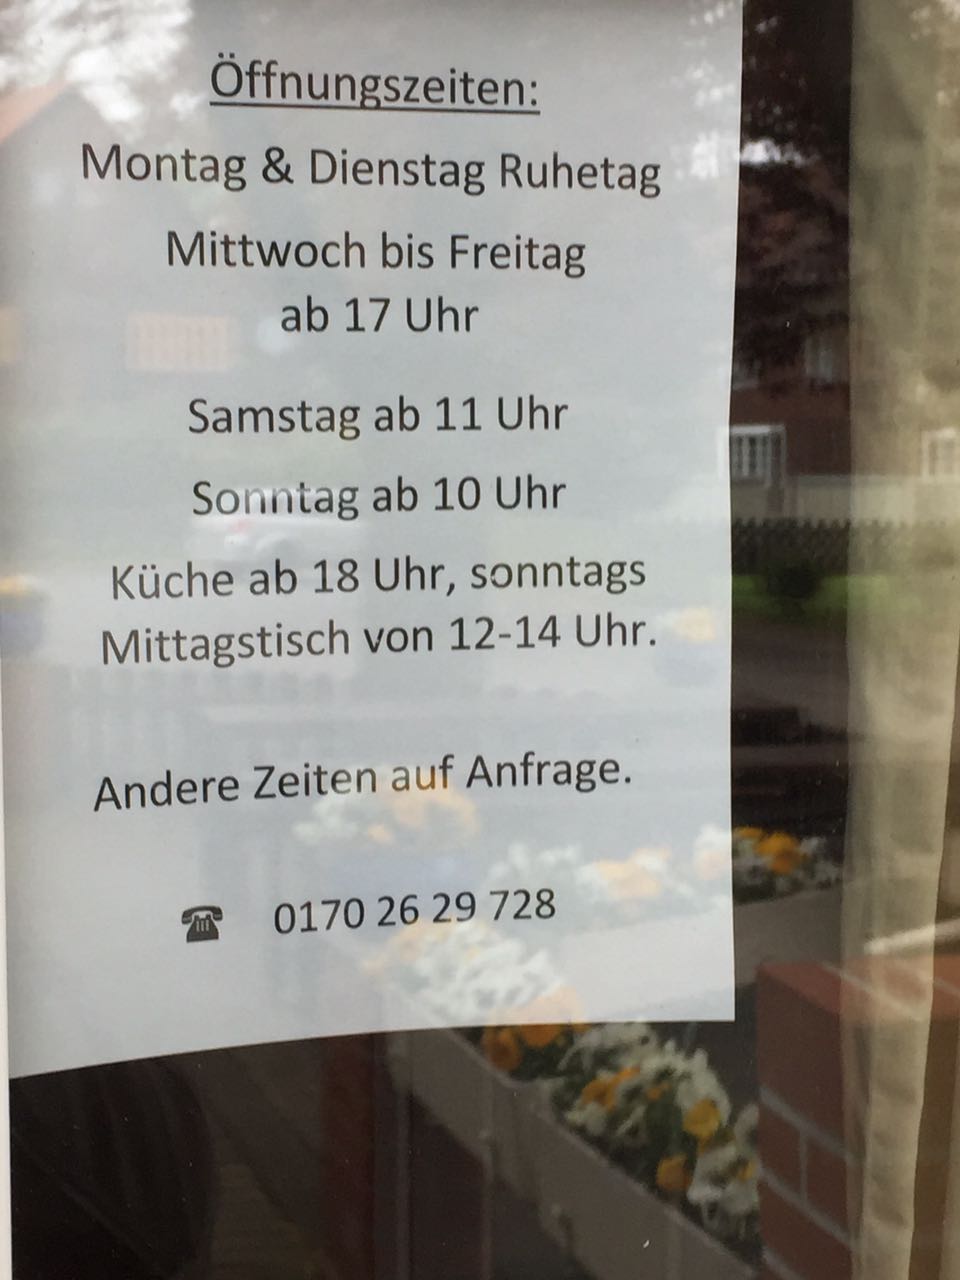 Öffnungszeiten:
Montag & Dienstag Ruhetag
Mittwoch bis Freitag
ab 17 Uhr
Samstag ab 11 Uhr
Sonntag ab 10 Uhr
Küche ab 18 Uhr, sonntags
Mittagstisch von 12-14 Uhr.
Andere Zeiten auf Anfrage.
☎ 0170 26 29 728